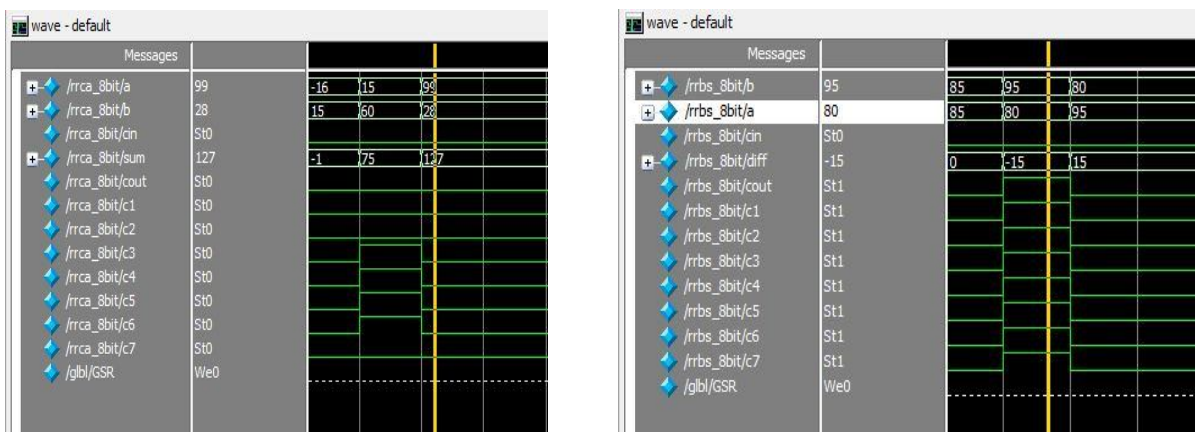 wave - default
Messages
/rrca_8bit/a 99 -16 15 99
/rrca_8bit/b 28 15 60 28
/rrca_8bit/cin St0
/rrca_8bit/sum 127 -1 75 127
/rrca_8bit/cout St0
/rrca_8bit/c1 St0
/rrca_8bit/c2 St0
/rrca_8bit/c3 St0
/rrca_8bit/c4 St0
/rrca_8bit/c5 St0
/rrca_8bit/c6 St0
/rrca_8bit/c7 St0
/glbl/GSR We0
wave - default
Messages
/rrbs_8bit/b 95 85 95 80
/rrbs_8bit/a 80 85 80 95
/rrbs_8bit/cin St0
/rrbs_8bit/diff -15 0 -15 15
/rrbs_8bit/cout St1
/rrbs_8bit/c1 St1
/rrbs_8bit/c2 St1
/rrbs_8bit/c3 St1
/rrbs_8bit/c4 St1
/rrbs_8bit/c5 St1
/rrbs_8bit/c6 St1
/rrbs_8bit/c7 St1
/glbl/GSR We0